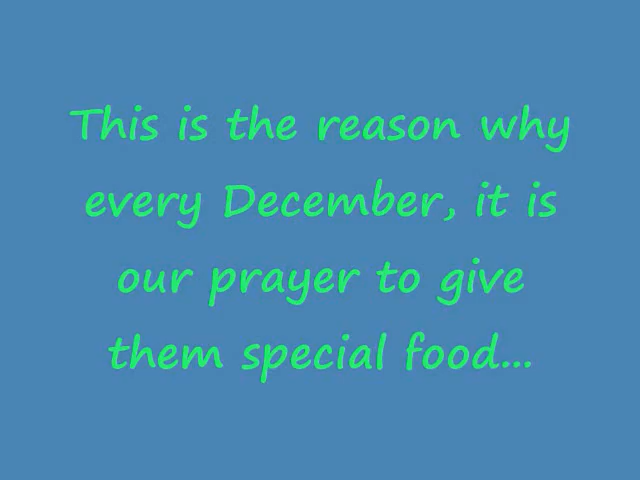 This is the reason why
every December, it is
our prayer to give
them special food...